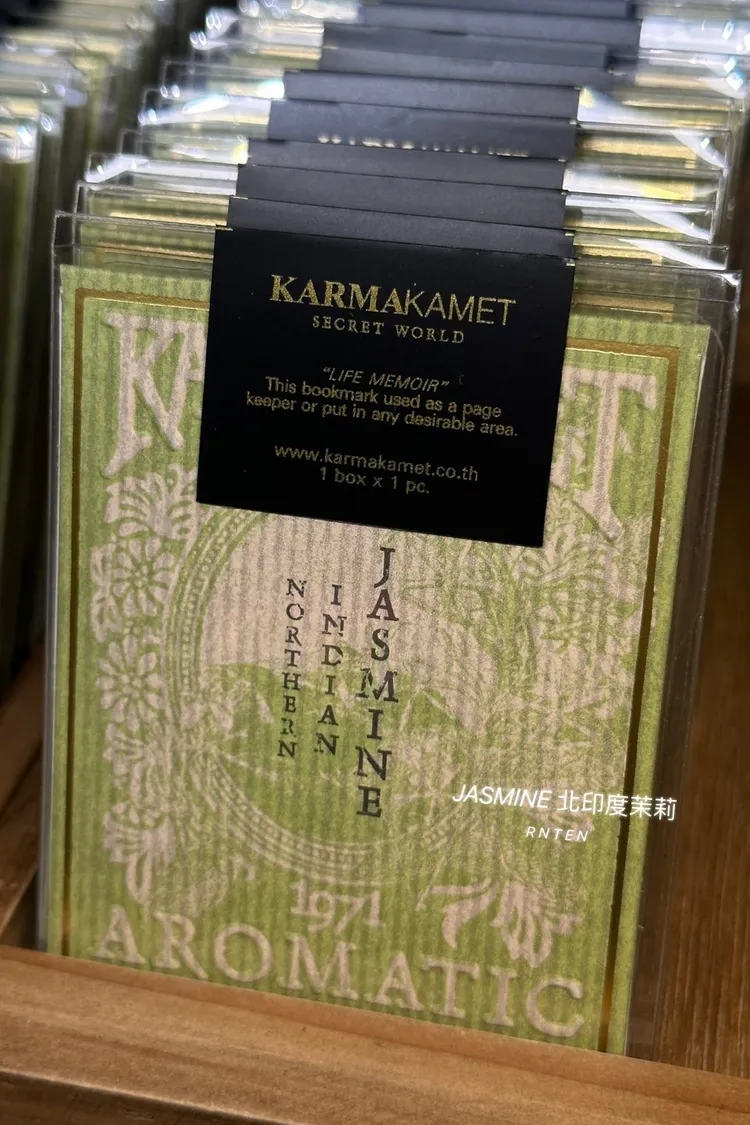 KARMAKAMET
SECRET WORLD
"LIFE MEMOIR"
This bookmark used as a page
keeper or put in any desirable area.
www.karmakamet.co.th
1 box x 1 pc.
KA T
NORTHERN
INDIAN
JASMINE
JASMINE 北印度茉莉
RNTEN
1971
AROMATIC